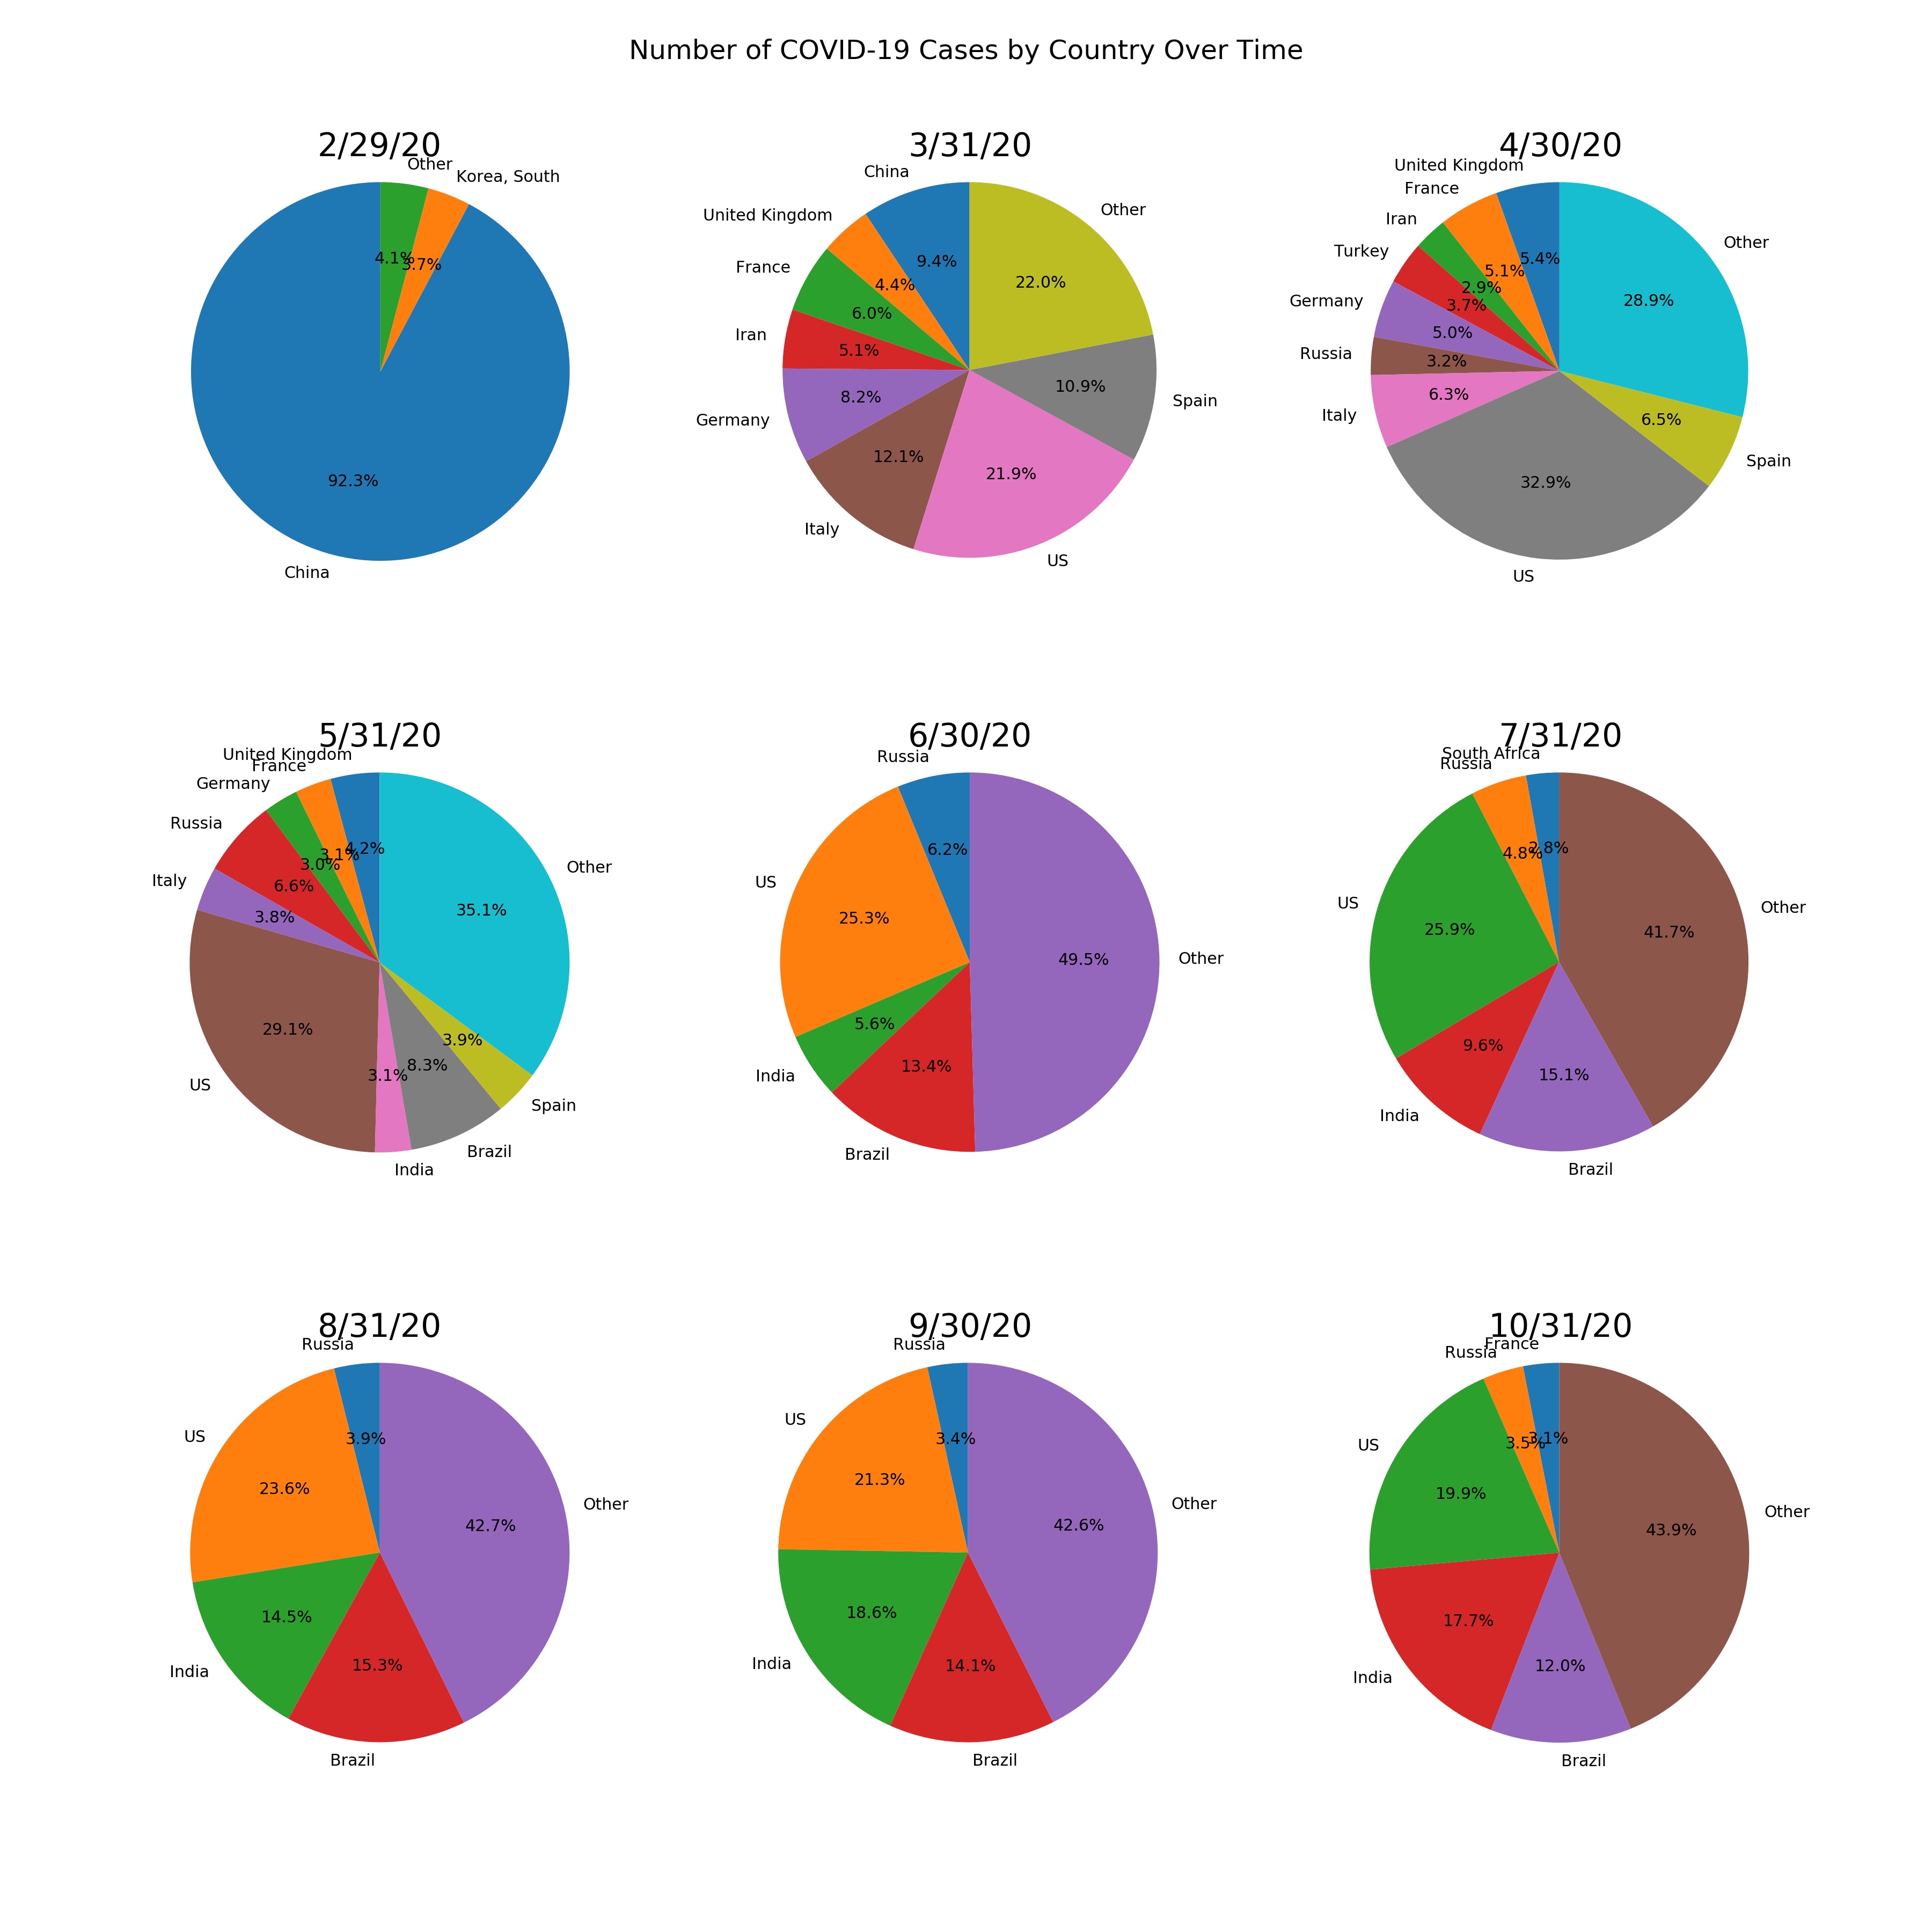 Number of COVID-19 Cases by Country Over Time
2/29/20
Other
Korea, South
4.1%
3.7%
92.3%
China
3/31/20
China
United Kingdom
Other
France
9.4%
22.0%
4.4%
6.0%
Iran
5.1%
10.9%
Spain
8.2%
Germany
12.1%
21.9%
Italy
US
4/30/20
United Kingdom
France
Iran
Turkey
Other
5.4%
5.1%
2.9%
28.9%
3.7%
Germany
5.0%
Russia
3.2%
6.3%
Italy
6.5%
Spain
32.9%
US
5/31/20
United Kingdom
France
Germany
Russia
4.2%
3.1%
3.0%
Other
Italy
6.6%
3.8%
35.1%
29.1%
3.9%
8.3%
3.1%
US
Spain
Brazil
India
6/30/20
Russia
6.2%
US
25.3%
49.5%
Other
5.6%
13.4%
India
Brazil
7/31/20
South Africa
Russia
2.8%
4.8%
US
Other
25.9%
41.7%
9.6%
15.1%
India
Brazil
8/31/20
Russia
US
3.9%
23.6%
Other
42.7%
14.5%
15.3%
India
Brazil
9/30/20
Russia
US
3.4%
21.3%
Other
42.6%
18.6%
14.1%
India
Brazil
10/31/20
France
Russia
3.1%
3.5%
US
19.9%
Other
43.9%
17.7%
12.0%
India
Brazil